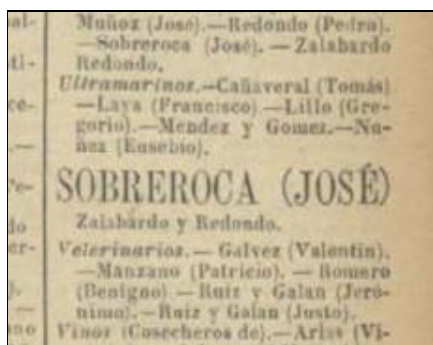 Muñoz (José).—Redondo (Pedro).
—Sobreroca (José).—Zalabardo
Redondo.
Ultramarinos.—Cañaveral (Tomás)
—Laya (Francisco)—Lillo (Gre-
gorio).—Mendez y Gomez.—Nu-
ñez (Eusebio).
SOBREROCA (JOSÉ)
Zalabardo y Redondo.
Veterinarios.—Galvez (Valentin).
—Manzano (Patricio).—Romero
(Benigno).—Ruiz y Galan (Jeró-
nimo).—Ruiz y Galan (Justo).
Vinos (Cosecheros de).—Arias (Vi-